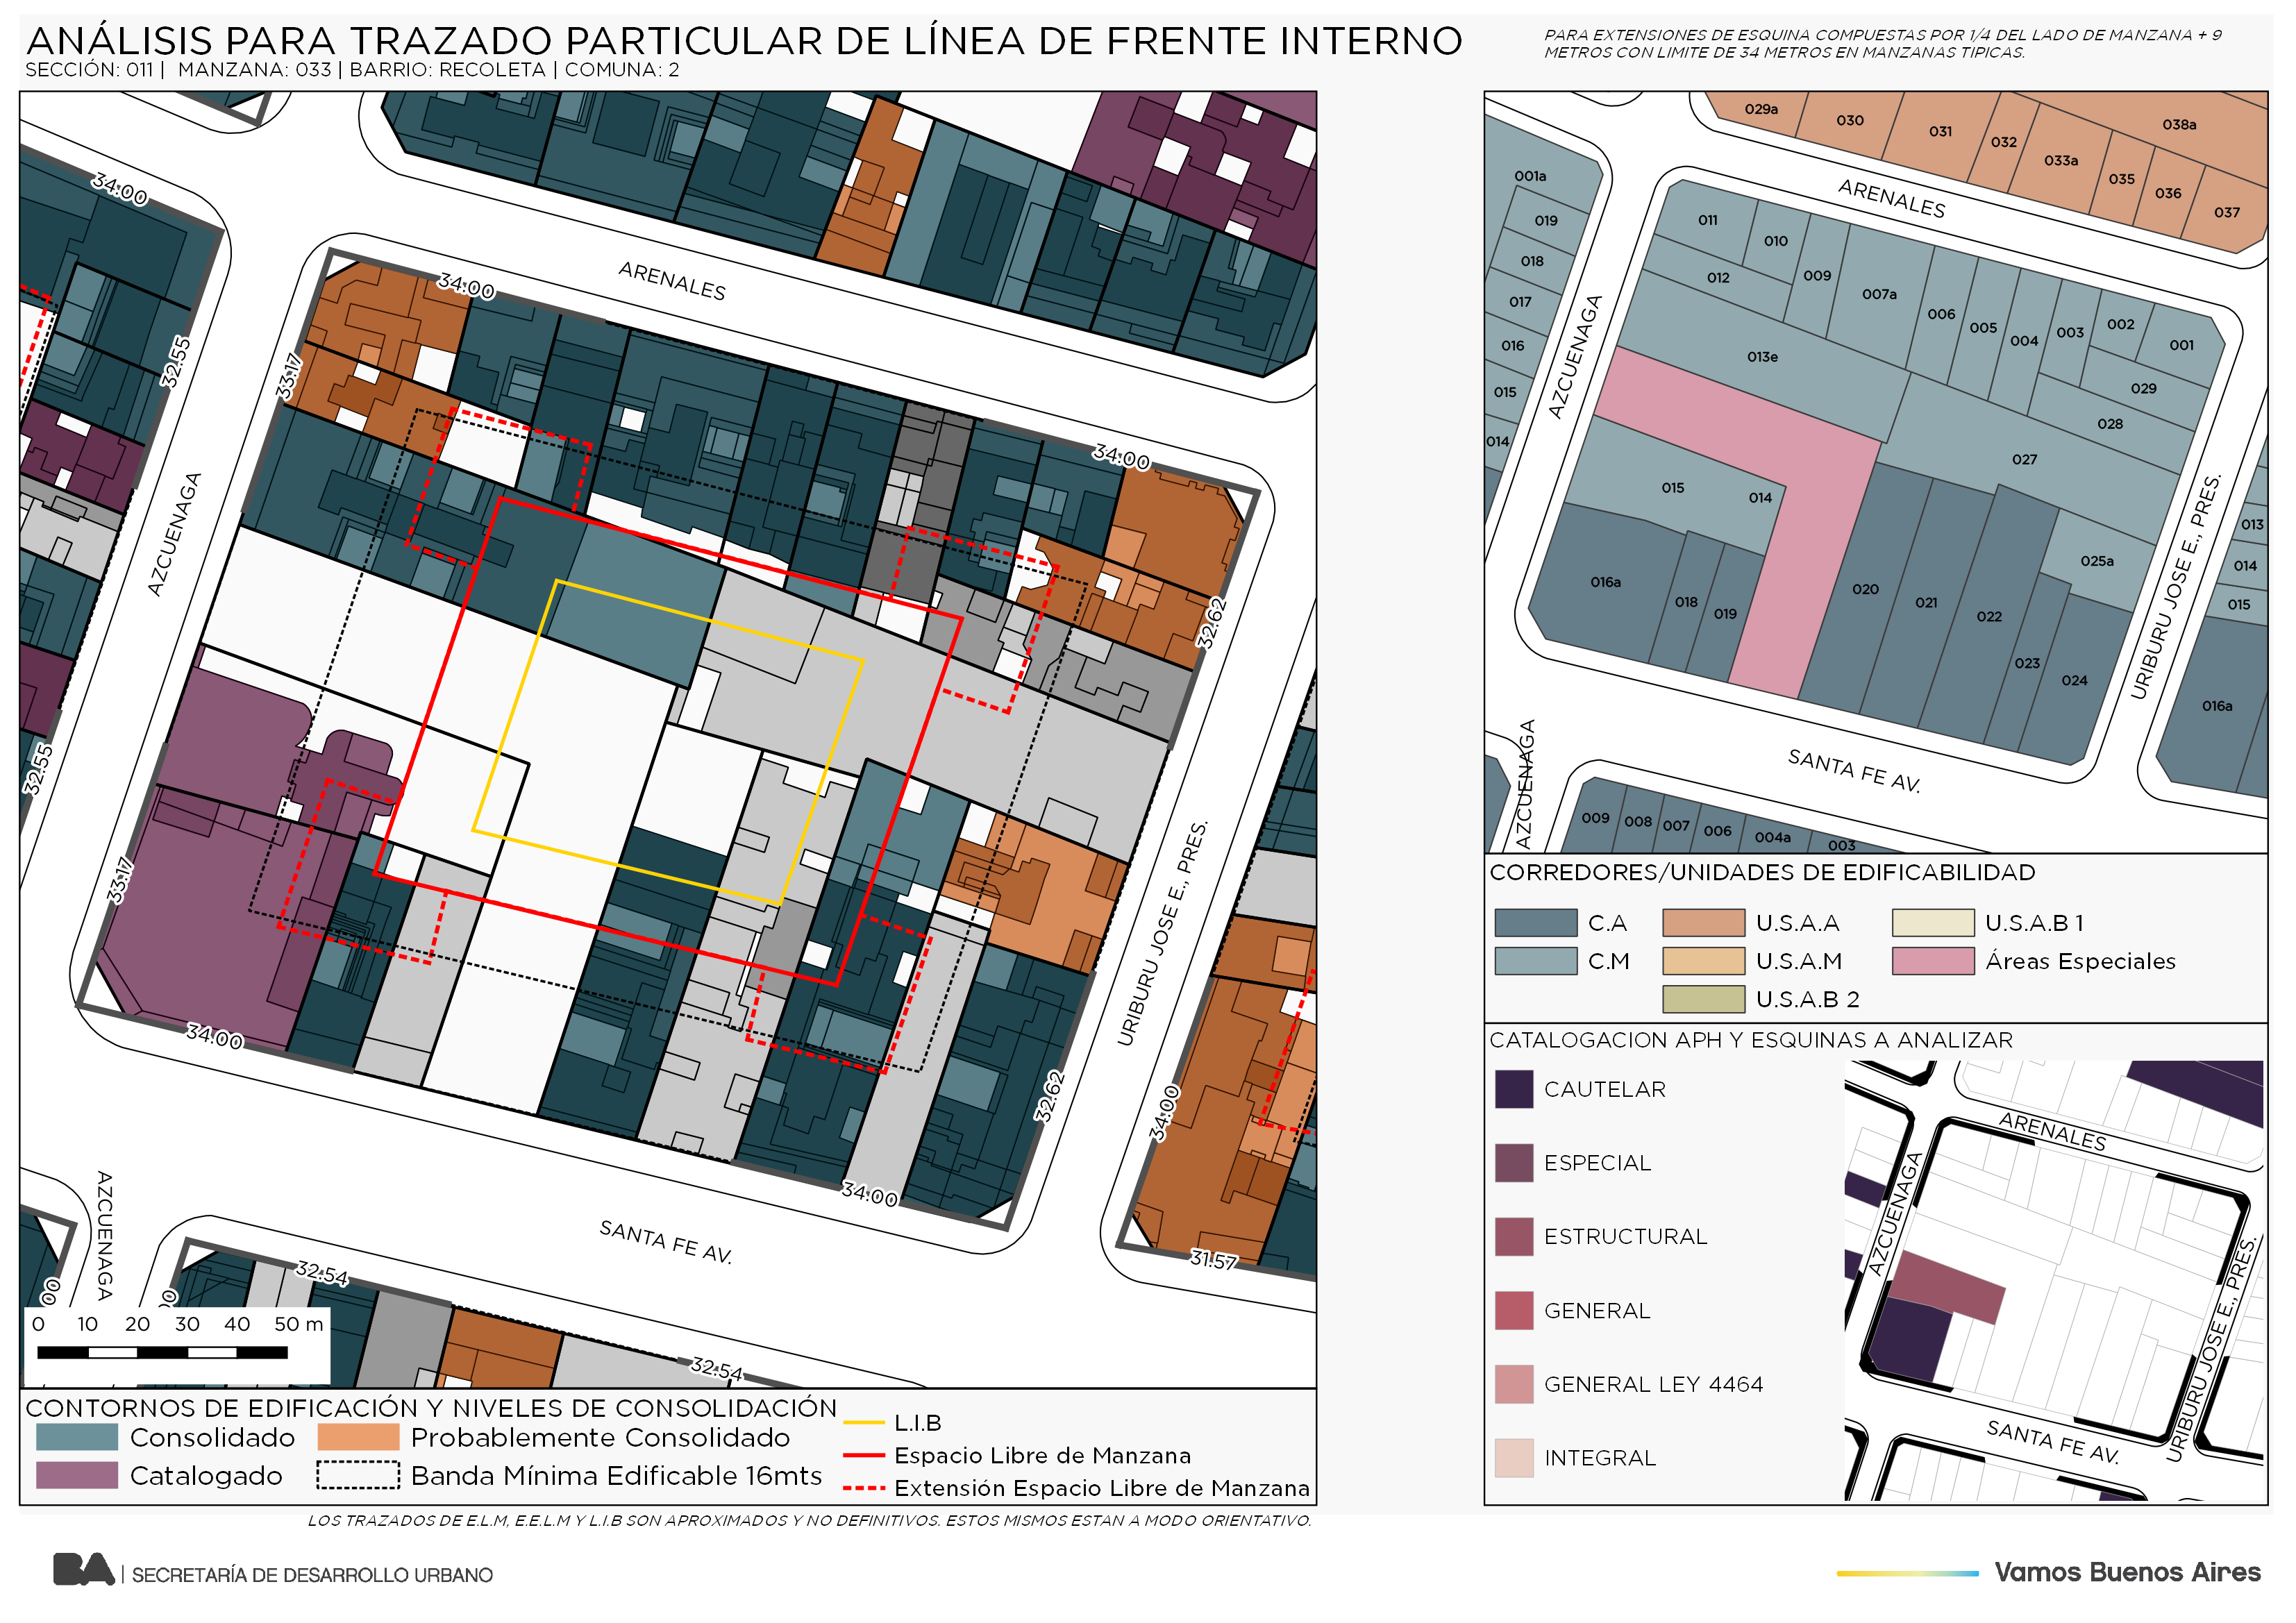 ANÁLISIS PARA TRAZADO PARTICULAR DE LÍNEA DE FRENTE INTERNO
SECCIÓN: 011 | MANZANA: 033 | BARRIO: RECOLETA | COMUNA: 2
PARA EXTENSIONES DE ESQUINA COMPUESTAS POR 1/4 DEL LADO DE MANZANA + 9
METROS CON LIMITE DE 34 METROS EN MANZANAS TIPICAS.
34.00
32.55
34.00
ARENALES
33.17
AZCUENAGA
34.00
32.62
32.55
33.17
URIBURU JOSE E., PRES.
34.00
32.62
34.00
34.00
31.57
SANTA FE AV.
AZCUENAGA
32.54
32.54
00
00
0 10 20 30 40 50 m
CONTORNOS DE EDIFICACIÓN Y NIVELES DE CONSOLIDACIÓN
Consolidado
Probablemente Consolidado
Catalogado
Banda Mínima Edificable 16mts
L.I.B
Espacio Libre de Manzana
Extensión Espacio Libre de Manzana
LOS TRAZADOS DE E.L.M, E.E.L.M Y L.I.B SON APROXIMADOS Y NO DEFINITIVOS. ESTOS MISMOS ESTAN A MODO ORIENTATIVO.
029a
030
031
032
033a
038a
035
036
037
ARENALES
001a
019
018
017
016
015
014
AZCUENAGA
011
010
009
012
007a
006
005
004
003
002
001
029
028
013e
027
015
014
025a
016a
018
019
020
021
022
023
024
URIBURU JOSE E., PRES.
013
014
015
016a
SANTA FE AV.
AZCUENAGA
009
008
007
006
004a
003
CORREDORES/UNIDADES DE EDIFICABILIDAD
C.A
U.S.A.A
U.S.A.B 1
C.M
U.S.A.M
Áreas Especiales
U.S.A.B 2
CATALOGACION APH Y ESQUINAS A ANALIZAR
CAUTELAR
ESPECIAL
ESTRUCTURAL
GENERAL
GENERAL LEY 4464
INTEGRAL
ARENALES
AZCUENAGA
URIBURU JOSE E., PRES.
SANTA FE AV.
BA | SECRETARÍA DE DESARROLLO URBANO
Vamos Buenos Aires